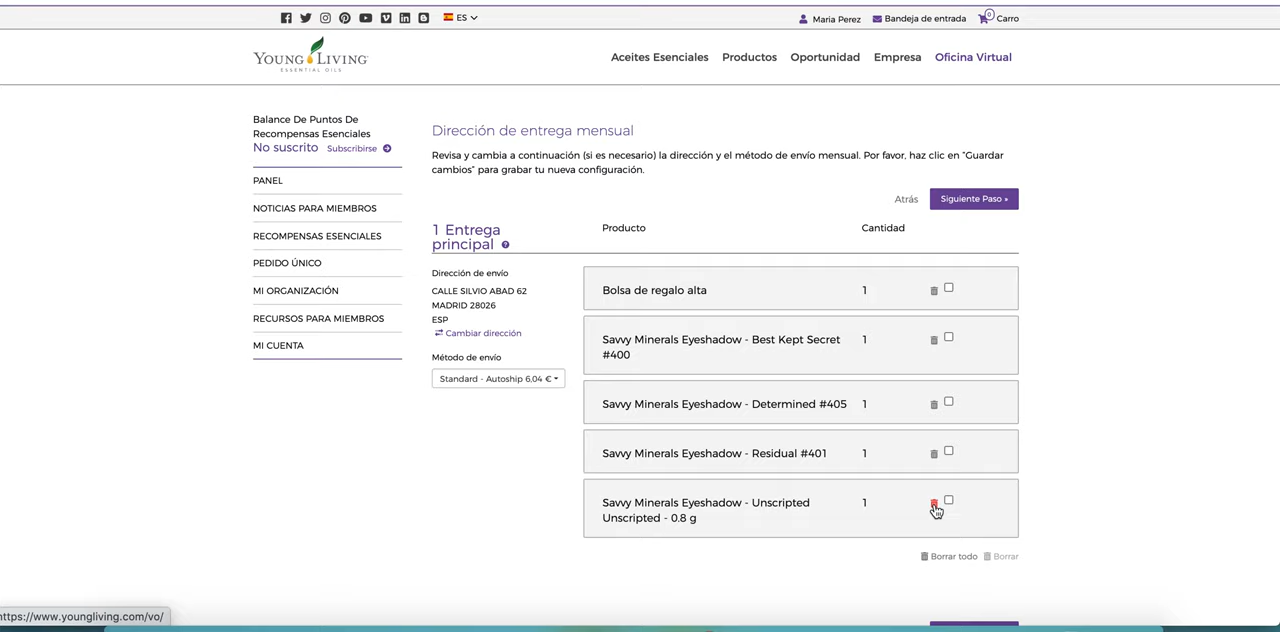 ES
Maria Perez
Bandeja de entrada
0
Carro
YOUNG LIVING
ESSENTIAL OILS
Aceites Esenciales
Productos
Oportunidad
Empresa
Oficina Virtual
Balance De Puntos De
Recompensas Esenciales
No suscrito Subscribirse
PANEL
NOTICIAS PARA MIEMBROS
RECOMPENSAS ESENCIALES
PEDIDO ÚNICO
MI ORGANIZACIÓN
RECURSOS PARA MIEMBROS
MI CUENTA
Dirección de entrega mensual
Revisa y cambia a continuación (si es necesario) la dirección y el método de envío mensual. Por favor, haz clic en "Guardar
cambios" para grabar tu nueva configuración.
Atrás
Siguiente Paso »
1 Entrega
principal ?
Producto
Cantidad
Dirección de envío
CALLE SILVIO ABAD 62
MADRID 28026
ESP
Cambiar dirección
Método de envío
Standard - Autoship 6,04 €
Bolsa de regalo alta 1
Savvy Minerals Eyeshadow - Best Kept Secret 1
#400
Savvy Minerals Eyeshadow - Determined #405 1
Savvy Minerals Eyeshadow - Residual #401 1
Savvy Minerals Eyeshadow - Unscripted 1
Unscripted - 0.8 g
Borrar todo Borrar
https://www.youngliving.com/vo/